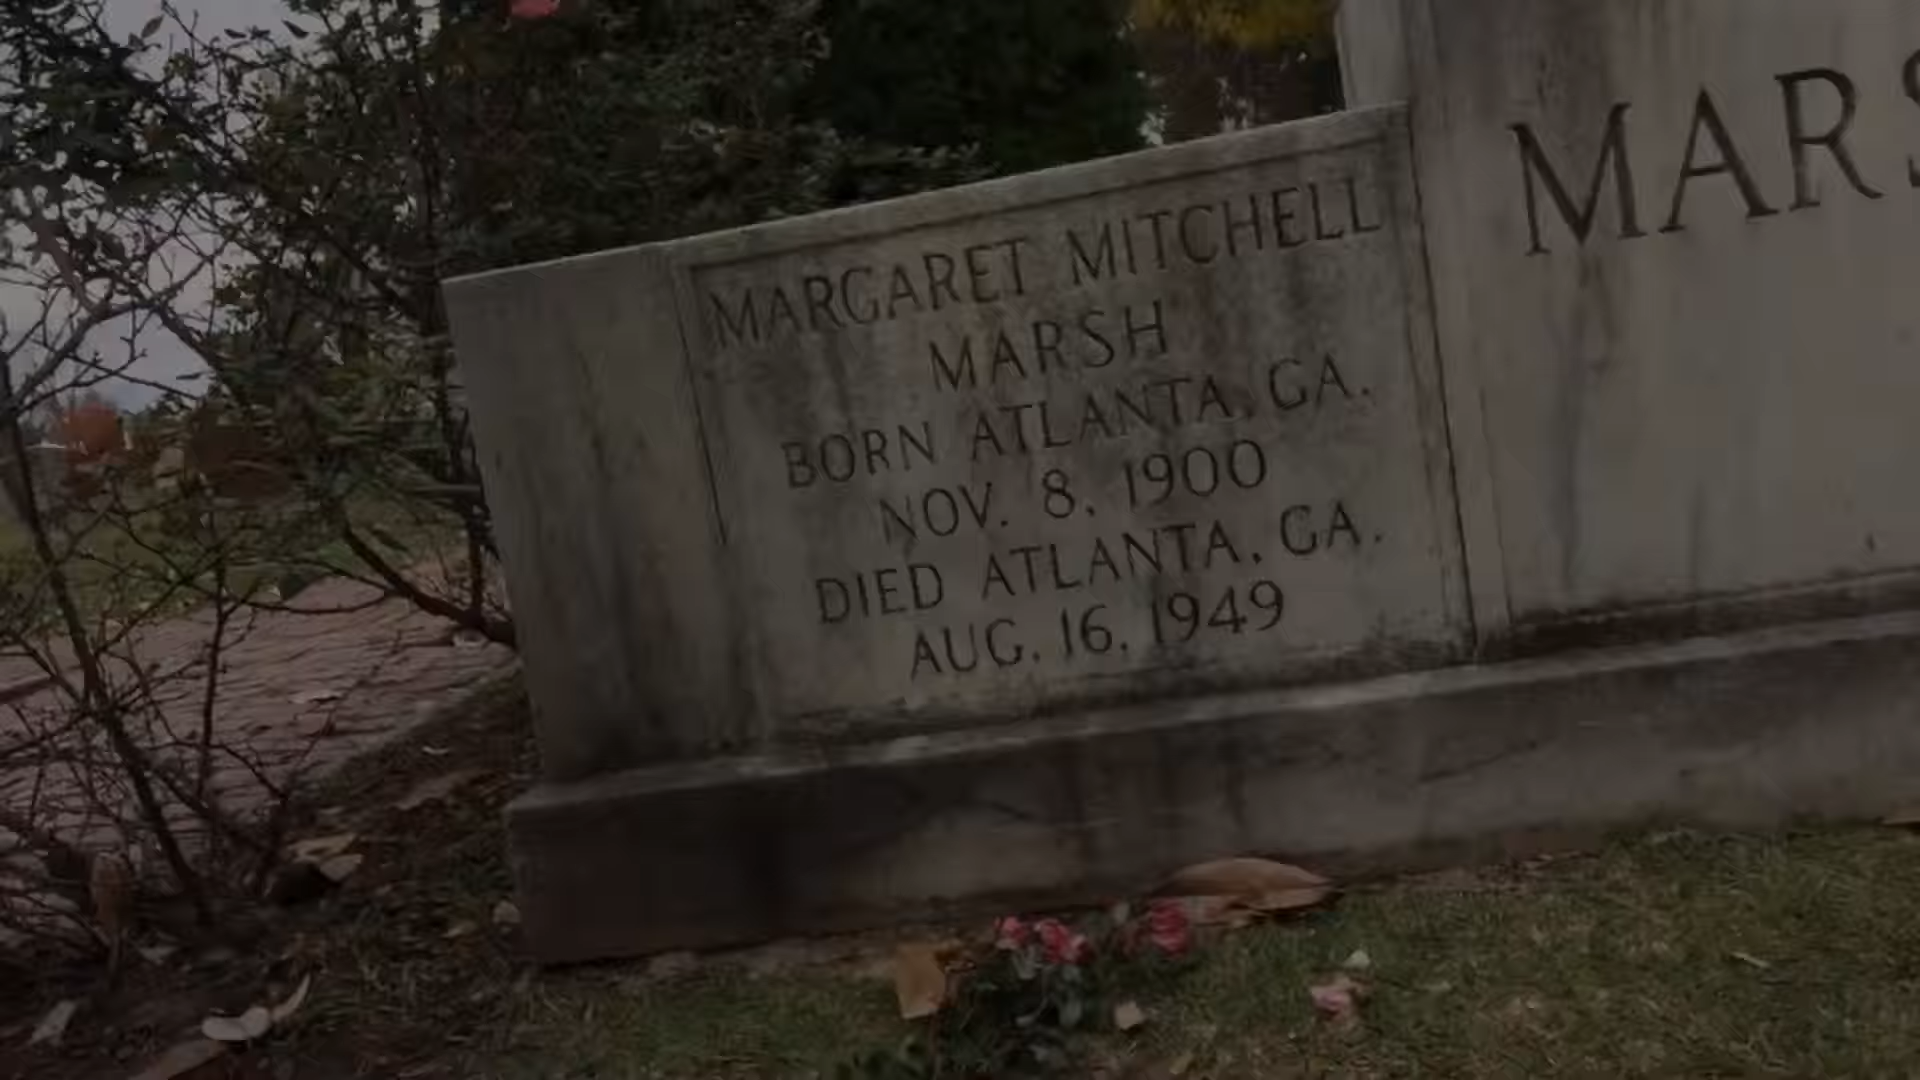 MARGARET MITCHELL
MARSH
BORN ATLANTA, GA.
NOV. 8, 1900
DIED ATLANTA, GA.
AUG. 16, 1949
MARS